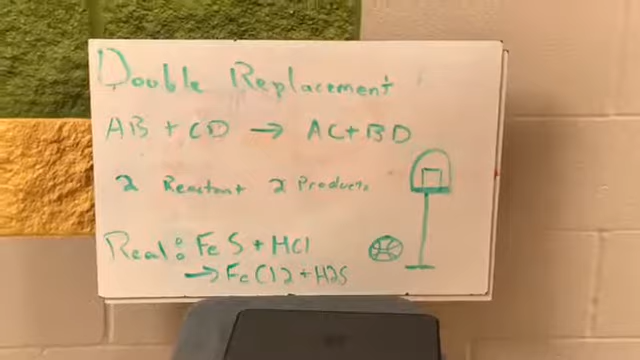 Double Replacement
AB + CD → AC + BD
2 Reactant 2 Products
Real: FeS + HCl
→ FeCl2 + H2S